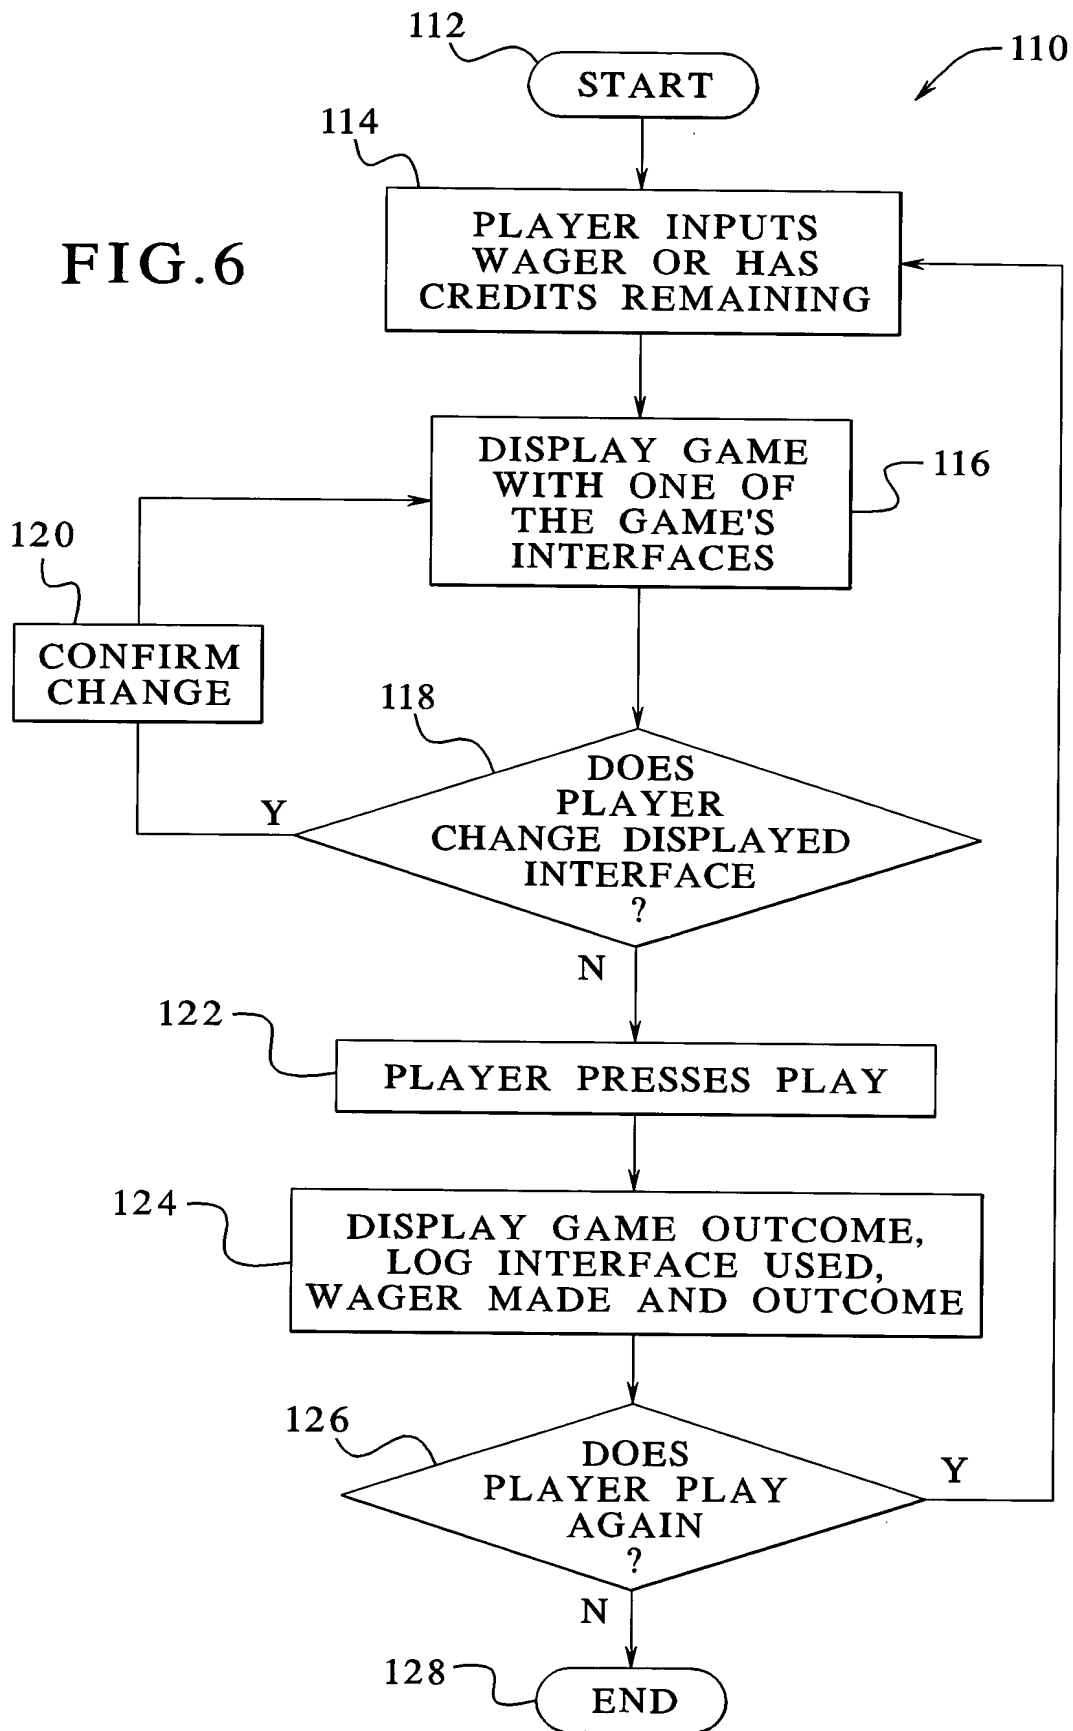 112
START
110
114
PLAYER INPUTS
WAGER OR HAS
CREDITS REMAINING
FIG.6
DISPLAY GAME
WITH ONE OF
THE GAME'S
INTERFACES
116
120
CONFIRM
CHANGE
118
DOES
PLAYER
CHANGE DISPLAYED
INTERFACE
?
Y
N
122
PLAYER PRESSES PLAY
124
DISPLAY GAME OUTCOME,
LOG INTERFACE USED,
WAGER MADE AND OUTCOME
126
DOES
PLAYER PLAY
AGAIN
?
Y
N
128
END